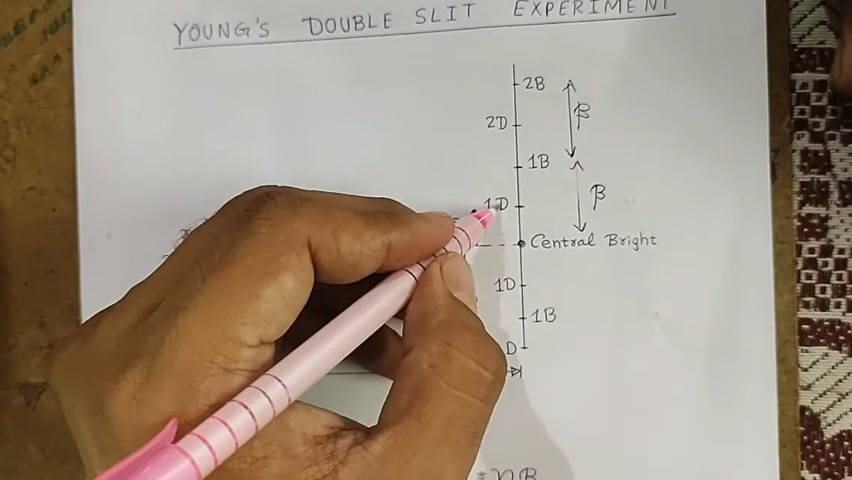 YOUNG'S DOUBLE SLIT EXPERIMENT
2B
2D
β
1B
1D
β
Central Bright
1D
1B
D